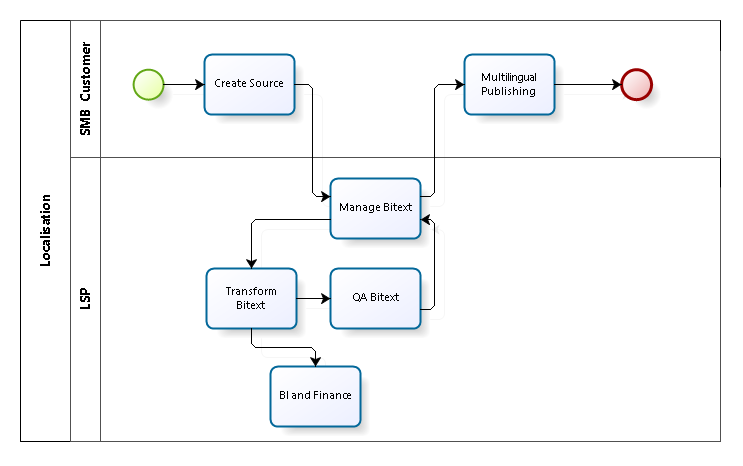 Localisation
SMB Customer
Create Source
Multilingual
Publishing
LSP
Manage Bitext
Transform
Bitext
QA Bitext
BI and Finance